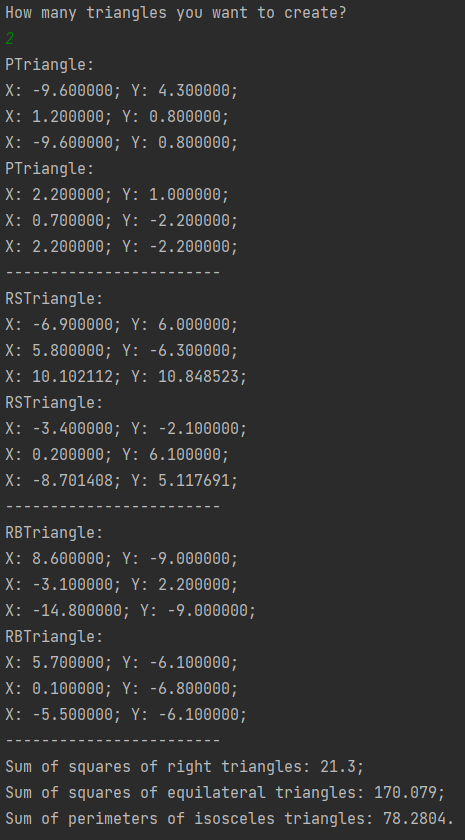 How many triangles you want to create?
2
PTriangle:
X: -9.600000; Y: 4.300000;
X: 1.200000; Y: 0.800000;
X: -9.600000; Y: 0.800000;
PTriangle:
X: 2.200000; Y: 1.000000;
X: 0.700000; Y: -2.200000;
X: 2.200000; Y: -2.200000;
------------------------
RSTriangle:
X: -6.900000; Y: 6.000000;
X: 5.800000; Y: -6.300000;
X: 10.102112; Y: 10.848523;
RSTriangle:
X: -3.400000; Y: -2.100000;
X: 0.200000; Y: 6.100000;
X: -8.701408; Y: 5.117691;
------------------------
RBTriangle:
X: 8.600000; Y: -9.000000;
X: -3.100000; Y: 2.200000;
X: -14.800000; Y: -9.000000;
RBTriangle:
X: 5.700000; Y: -6.100000;
X: 0.100000; Y: -6.800000;
X: -5.500000; Y: -6.100000;
------------------------
Sum of squares of right triangles: 21.3;
Sum of squares of equilateral triangles: 170.079;
Sum of perimeters of isosceles triangles: 78.2804.